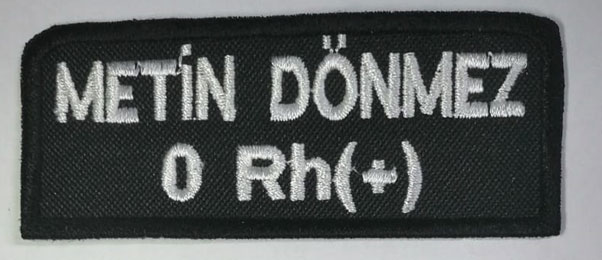 METİN DÖNMEZ
0 Rh(+)